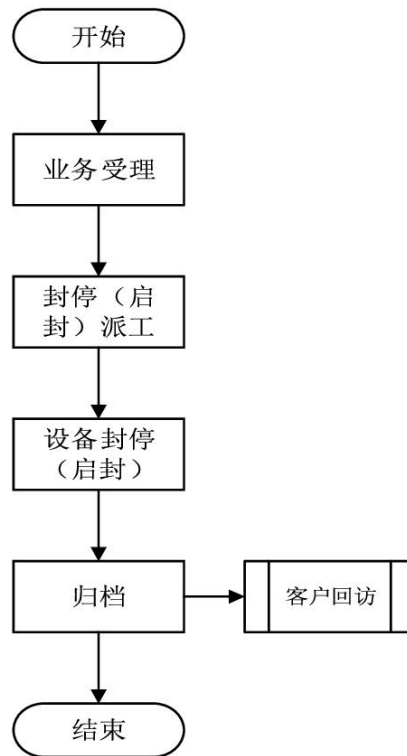 开始
业务受理
封停（启
封）派工
设备封停
（启封）
归档
客户回访
结束